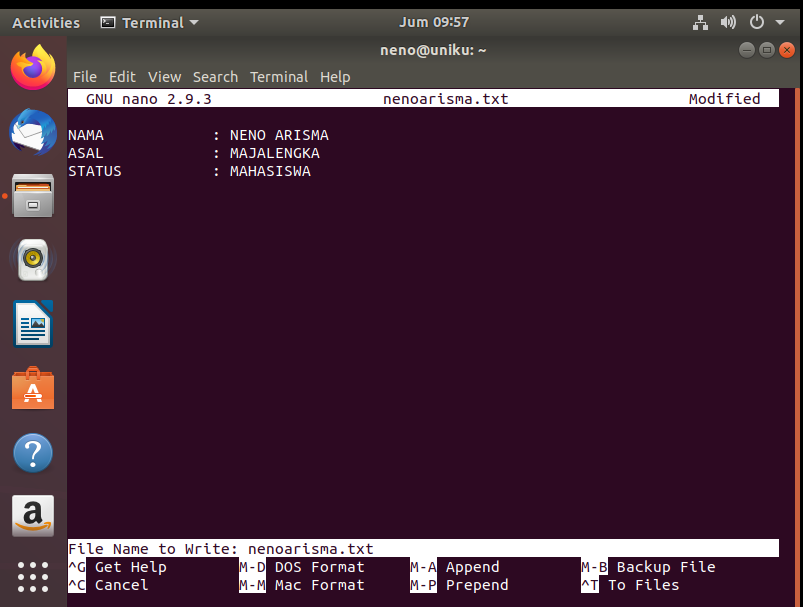 Activities Terminal Jum 09:57
neno@uniku: ~
File Edit View Search Terminal Help
GNU nano 2.9.3 nenoarisma.txt Modified
NAMA : NENO ARISMA
ASAL : MAJALENGKA
STATUS : MAHASISWA
File Name to Write: nenoarisma.txt
^G Get Help M-D DOS Format M-A Append M-B Backup File
^C Cancel M-M Mac Format M-P Prepend ^T To Files